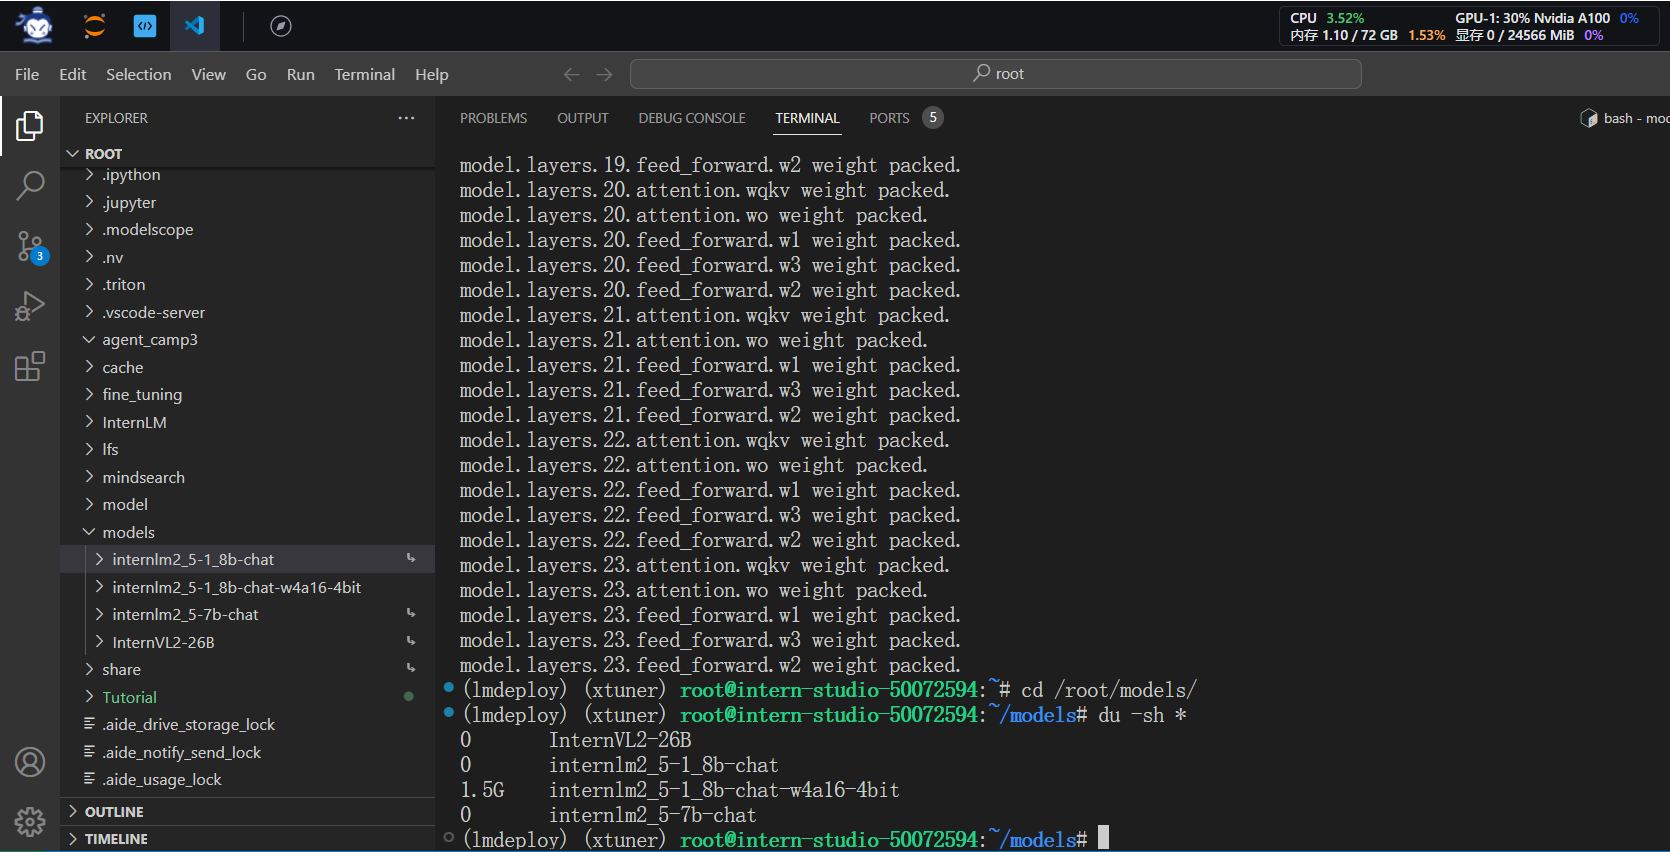 CPU 3.52% GPU-1: 30% Nvidia A100 0%
内存 1.10 / 72 GB 1.53% 显存 0 / 24566 MiB 0%
File Edit Selection View Go Run Terminal Help
root
EXPLORER
ROOT
.ipython
.jupyter
.modelscope
.nv
.triton
.vscode-server
agent_camp3
cache
fine_tuning
InternLM
lfs
mindsearch
model
models
internlm2_5-1_8b-chat
internlm2_5-1_8b-chat-w4a16-4bit
internlm2_5-7b-chat
InternVL2-26B
share
Tutorial
.aide_drive_storage_lock
.aide_notify_send_lock
.aide_usage_lock
OUTLINE
TIMELINE
3
PROBLEMS OUTPUT DEBUG CONSOLE TERMINAL PORTS 5
bash - mod
model.layers.19.feed_forward.w2 weight packed.
model.layers.20.attention.wqkv weight packed.
model.layers.20.attention.wo weight packed.
model.layers.20.feed_forward.w1 weight packed.
model.layers.20.feed_forward.w3 weight packed.
model.layers.20.feed_forward.w2 weight packed.
model.layers.21.attention.wqkv weight packed.
model.layers.21.attention.wo weight packed.
model.layers.21.feed_forward.w1 weight packed.
model.layers.21.feed_forward.w3 weight packed.
model.layers.21.feed_forward.w2 weight packed.
model.layers.22.attention.wqkv weight packed.
model.layers.22.attention.wo weight packed.
model.layers.22.feed_forward.w1 weight packed.
model.layers.22.feed_forward.w3 weight packed.
model.layers.22.feed_forward.w2 weight packed.
model.layers.23.attention.wqkv weight packed.
model.layers.23.attention.wo weight packed.
model.layers.23.feed_forward.w1 weight packed.
model.layers.23.feed_forward.w3 weight packed.
model.layers.23.feed_forward.w2 weight packed.
(lmdeploy) (xtuner) root@intern-studio-50072594:~# cd /root/models/
(lmdeploy) (xtuner) root@intern-studio-50072594:~/models# du -sh *
0 InternVL2-26B
0 internlm2_5-1_8b-chat
1.5G internlm2_5-1_8b-chat-w4a16-4bit
0 internlm2_5-7b-chat
(lmdeploy) (xtuner) root@intern-studio-50072594:~/models#